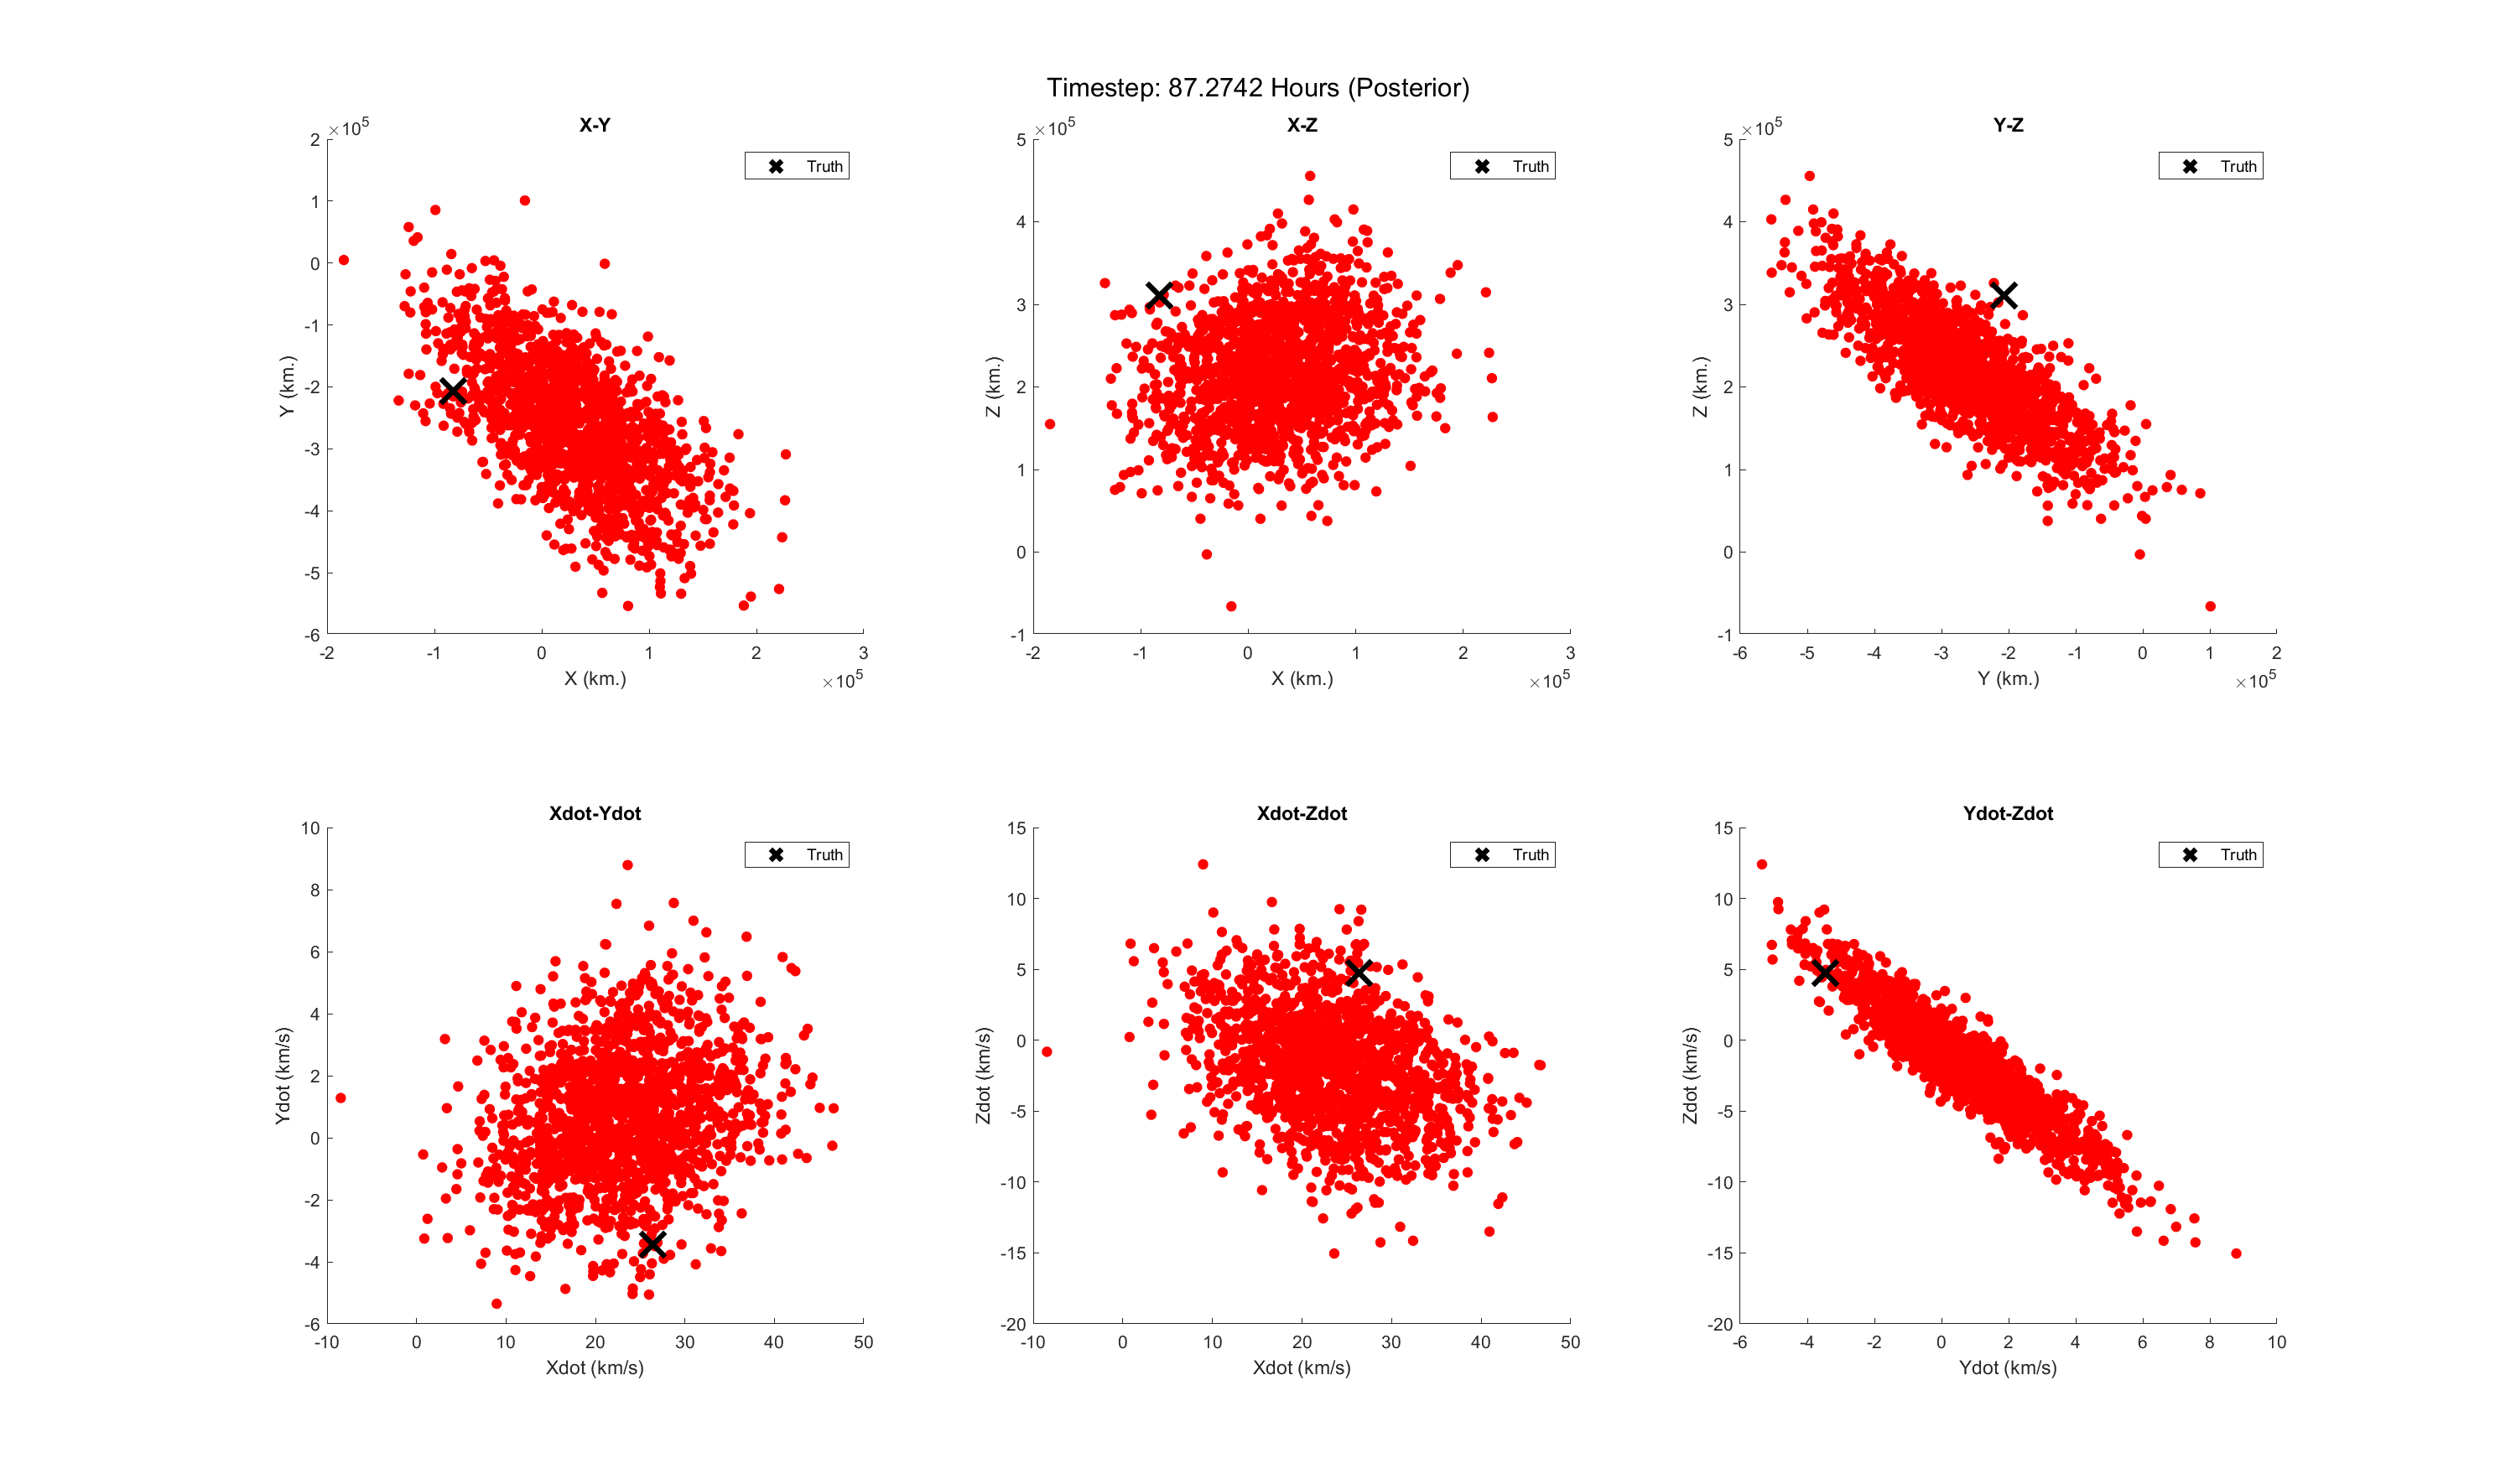 Timestep: 87.2742 Hours (Posterior)
X-Y
×10^5
Truth
2
1
0
-1
-2
-3
-4
-5
-6
Y (km.)
-2 -1 0 1 2 3
X (km.)
×10^5
X-Z
×10^5
Truth
5
4
3
2
1
0
-1
Z (km.)
-2 -1 0 1 2 3
X (km.)
×10^5
Y-Z
×10^5
Truth
5
4
3
2
1
0
-1
Z (km.)
-6 -5 -4 -3 -2 -1 0 1 2
Y (km.)
×10^5
Xdot-Ydot
Truth
10
8
6
4
2
0
-2
-4
-6
Ydot (km/s)
-10 0 10 20 30 40 50
Xdot (km/s)
Xdot-Zdot
Truth
15
10
5
0
-5
-10
-15
-20
Zdot (km/s)
-10 0 10 20 30 40 50
Xdot (km/s)
Ydot-Zdot
Truth
15
10
5
0
-5
-10
-15
-20
Zdot (km/s)
-6 -4 -2 0 2 4 6 8 10
Ydot (km/s)